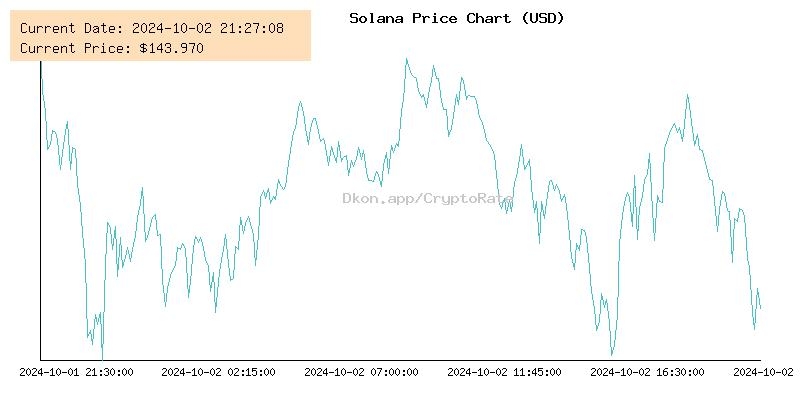 Solana Price Chart (USD)
Current Date: 2024-10-02 21:27:08
Current Price: $143.970
Dkon.app/CryptoRate
2024-10-01 21:30:00 2024-10-02 02:15:00 2024-10-02 07:00:00 2024-10-02 11:45:00 2024-10-02 16:30:00 2024-10-02